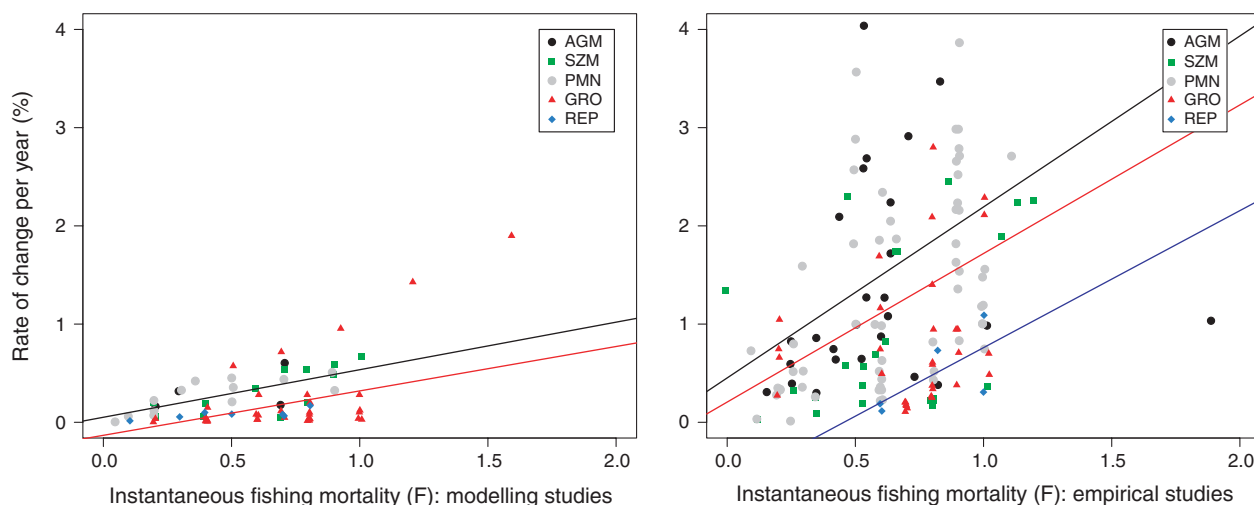 Rate of change per year (%)
4
3
2
1
0
AGM
SZM
PMN
GRO
REP
0.0 0.5 1.0 1.5 2.0
Instantaneous fishing mortality (F): modelling studies
4
3
2
1
0
AGM
SZM
PMN
GRO
REP
0.0 0.5 1.0 1.5 2.0
Instantaneous fishing mortality (F): empirical studies